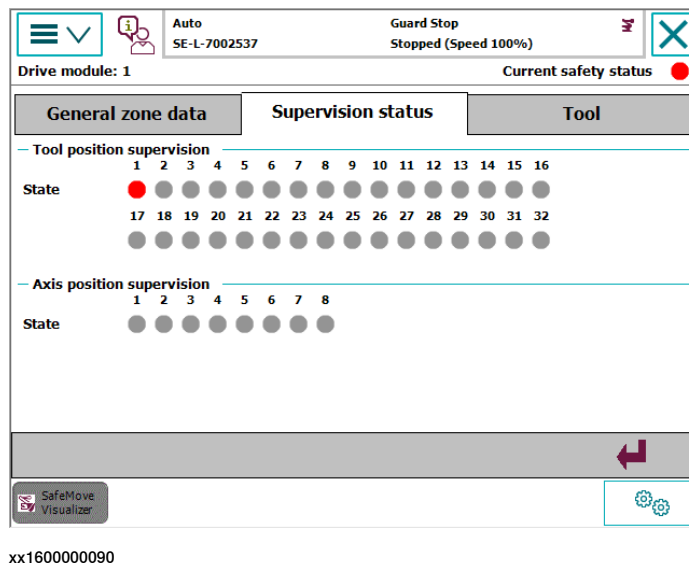 Auto
Guard Stop
SE-L-7002537
Stopped (Speed 100%)
Drive module: 1
Current safety status
General zone data
Supervision status
Tool
Tool position supervision
1 2 3 4 5 6 7 8 9 10 11 12 13 14 15 16
State
17 18 19 20 21 22 23 24 25 26 27 28 29 30 31 32
Axis position supervision
1 2 3 4 5 6 7 8
State
SafeMove
Visualizer
xx1600000090